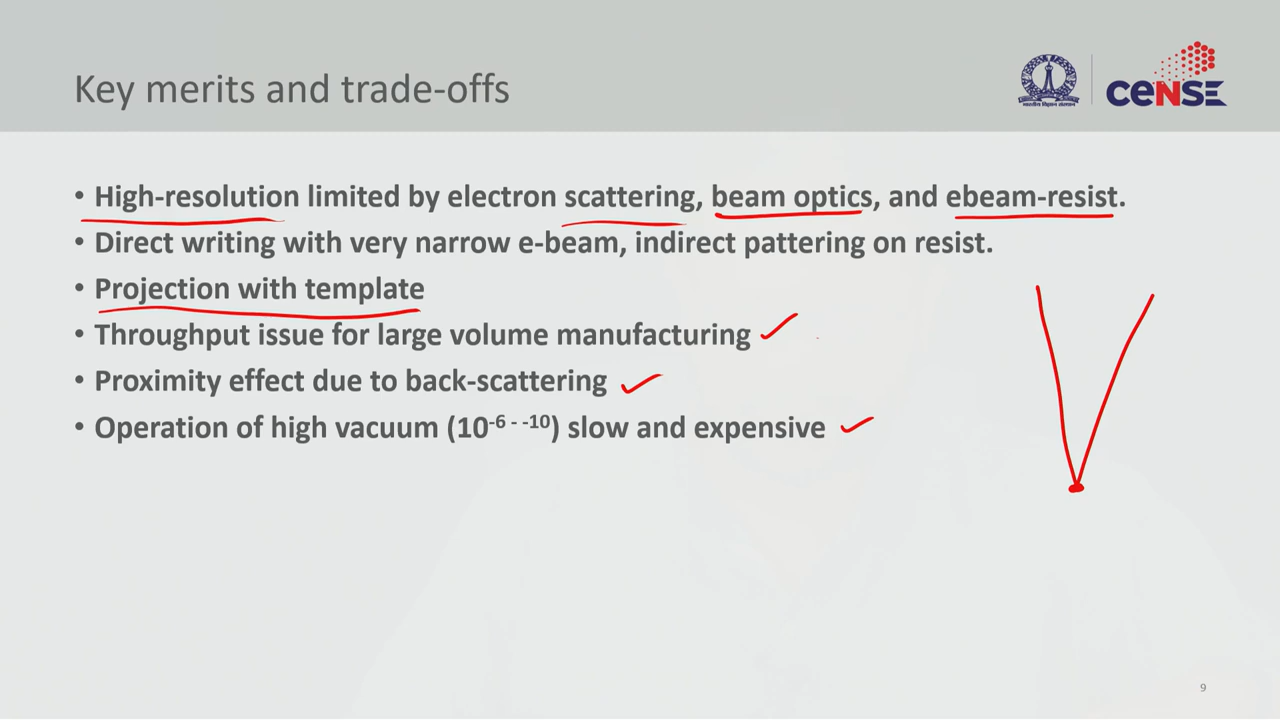 Key merits and trade-offs
CeNSE
• High-resolution limited by electron scattering, beam optics, and ebeam-resist.
• Direct writing with very narrow e-beam, indirect pattering on resist.
• Projection with template
• Throughput issue for large volume manufacturing
• Proximity effect due to back-scattering
• Operation of high vacuum (10⁻⁶ ⁻ ⁻¹⁰) slow and expensive
9